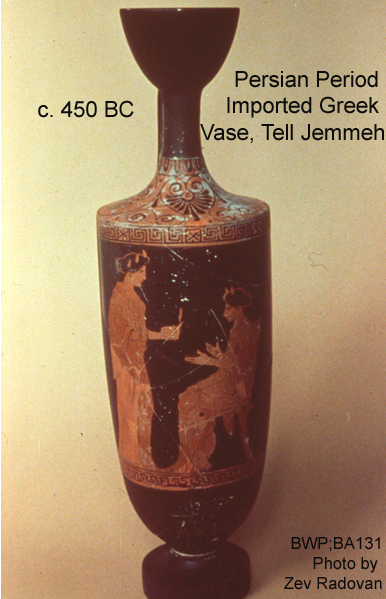 Persian Period
c. 450 BC
Imported Greek
Vase, Tell Jemmeh
BWP;BA131
Photo by
Zev Radovan